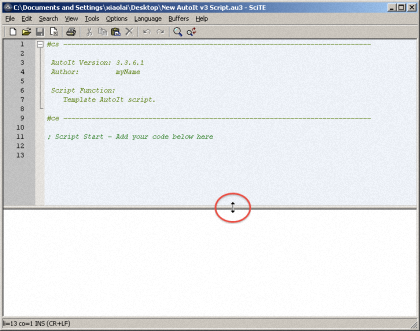 C:\Documents and Settings\xiaolai\Desktop\New AutoIt v3 Script.au3 - SciTE
File Edit Search View Tools Options Language Buffers Help
1 #cs ----------------------------------------------------------------------------
2
3 AutoIt Version: 3.3.6.1
4 Author: myName
5
6 Script Function:
7 Template AutoIt script.
8
9 #ce ----------------------------------------------------------------------------
10
11 ; Script Start - Add your code below here
12
13
li=13 co=1 INS (CR+LF)